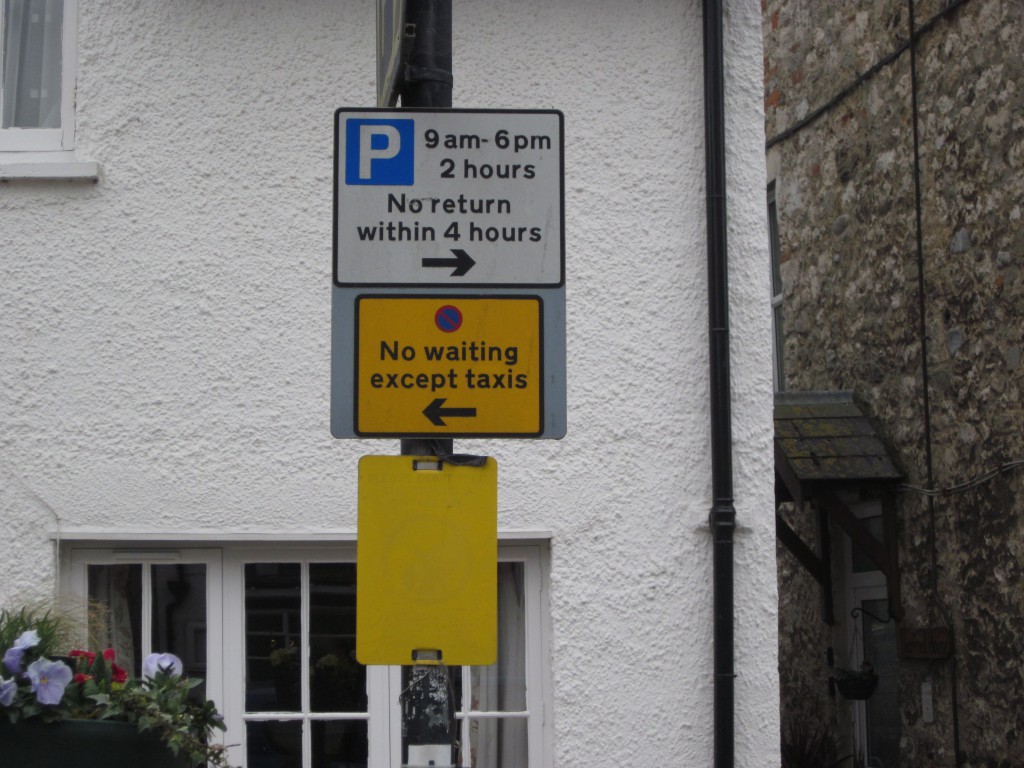 P 9am-6pm
2 hours
No return
within 4 hours
No waiting
except taxis